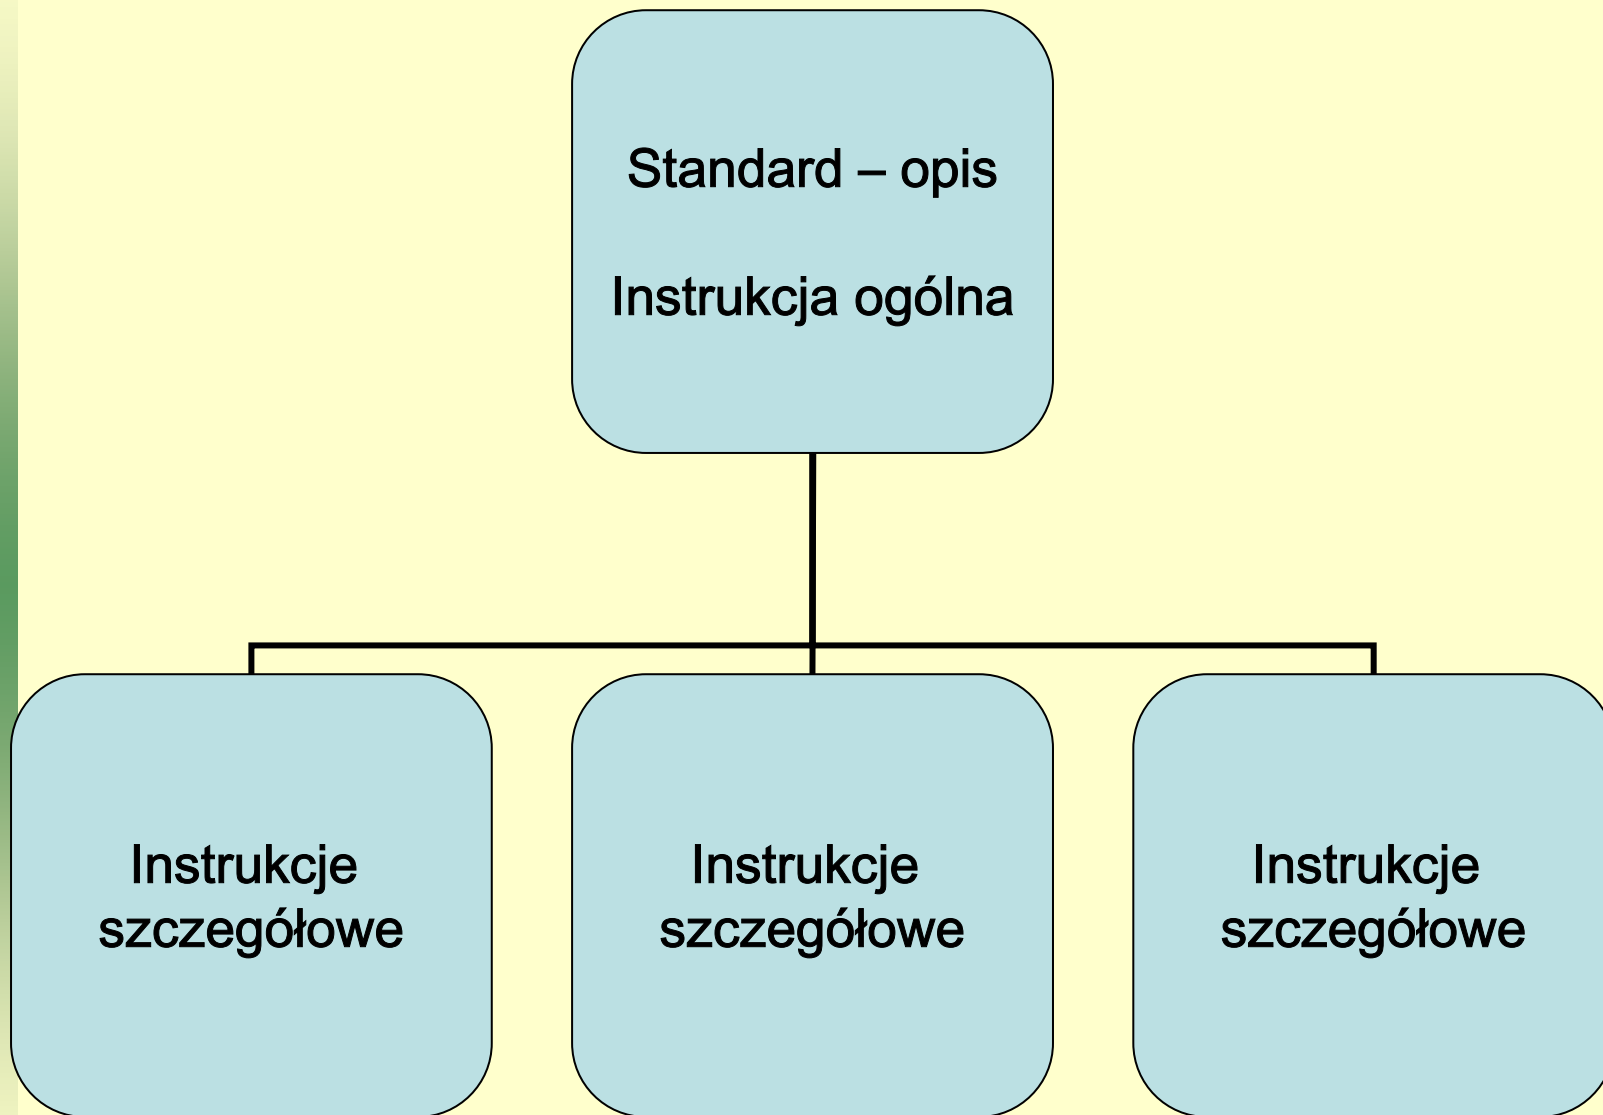 Standard – opis
Instrukcja ogólna
Instrukcje
szczegółowe
Instrukcje
szczegółowe
Instrukcje
szczegółowe